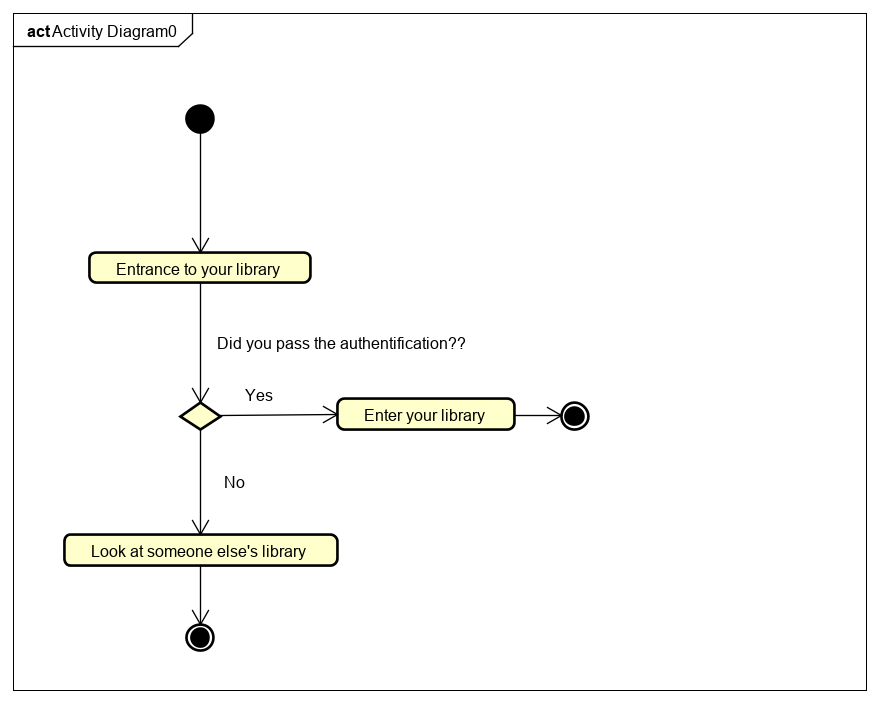 act Activity Diagram0
Entrance to your library
Did you pass the authentification??
Yes
Enter your library
No
Look at someone else's library